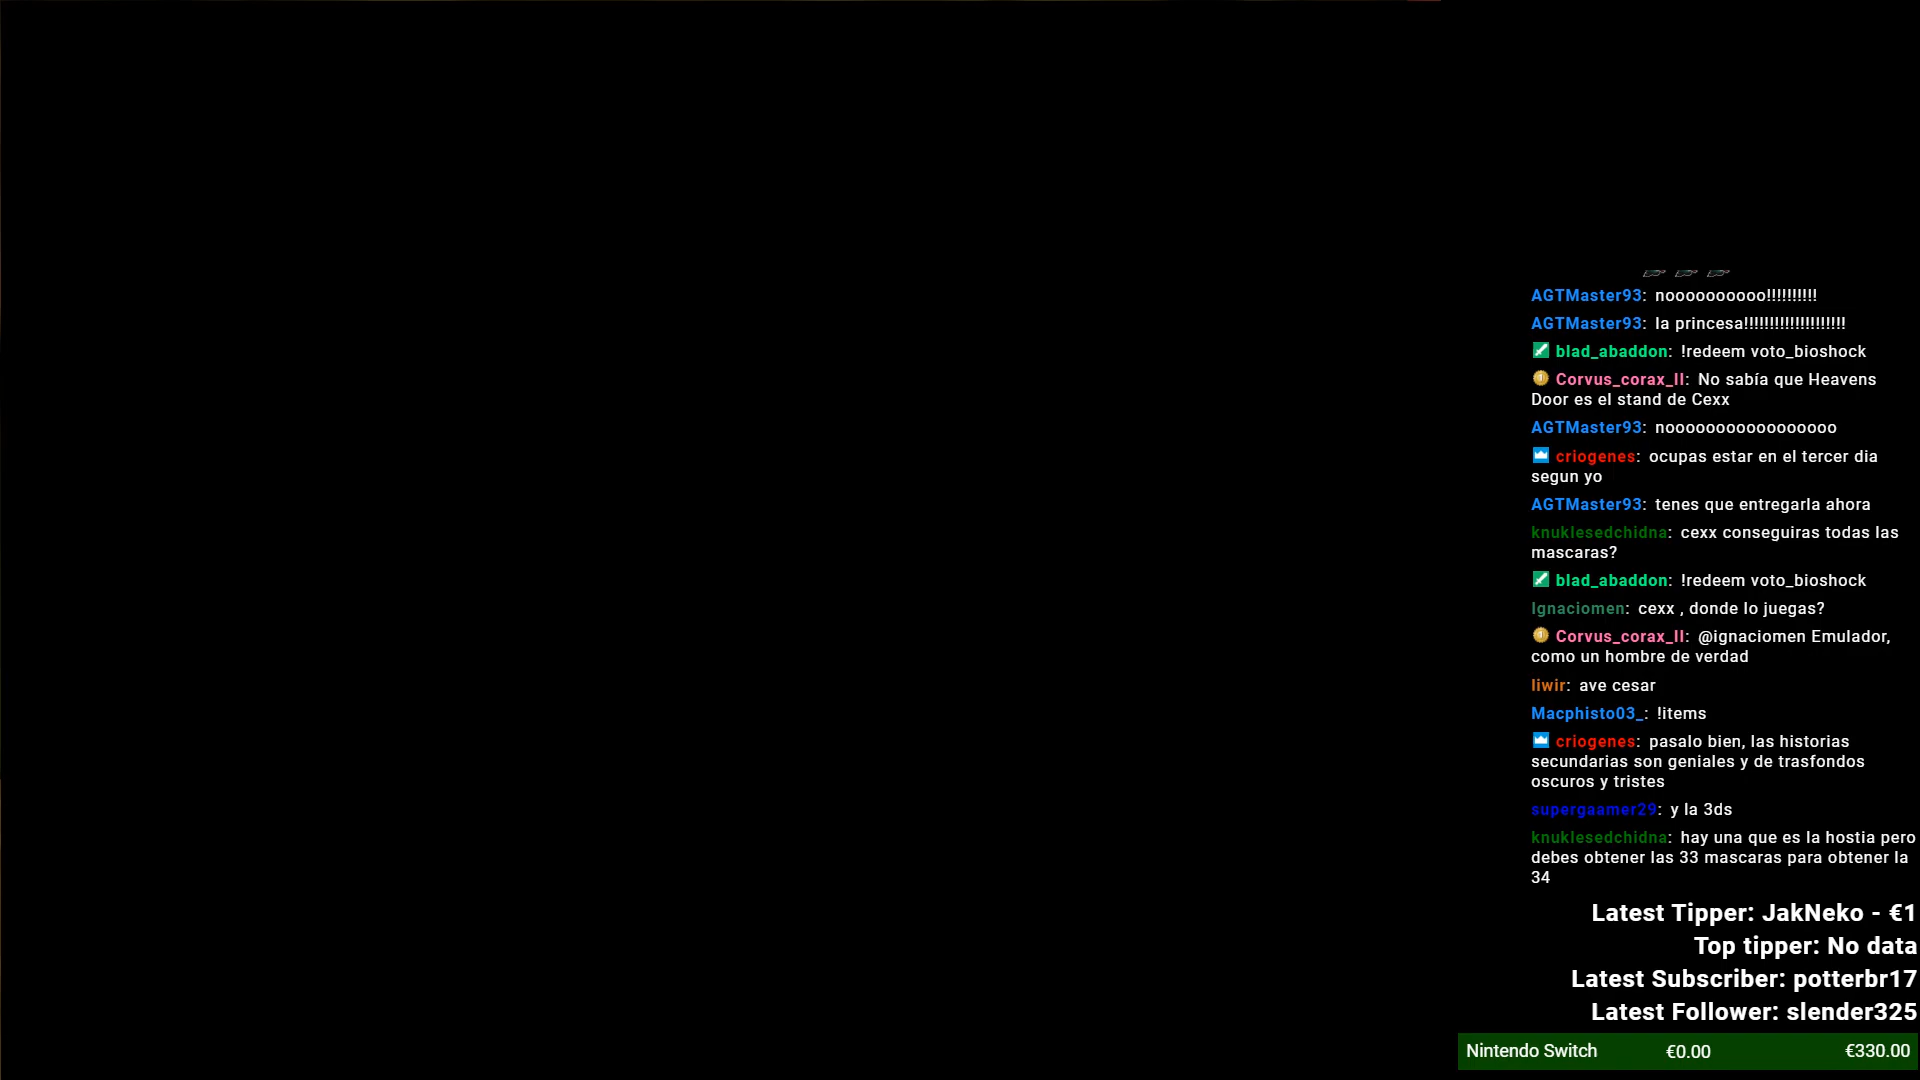 AGTMaster93: noooooooooo!!!!!!!!!!
AGTMaster93: la princesa!!!!!!!!!!!!!!!!!!!!
blad_abaddon: !redeem voto_bioshock
Corvus_corax_II: No sabía que Heavens
Door es el stand de Cexx
AGTMaster93: nooooooooooooooooo
criogenes: ocupas estar en el tercer dia
segun yo
AGTMaster93: tenes que entregarla ahora
knuklesedchidna: cexx conseguiras todas las
mascaras?
blad_abaddon: !redeem voto_bioshock
Ignaciomen: cexx , donde lo juegas?
Corvus_corax_II: @ignaciomen Emulador,
como un hombre de verdad
liwir: ave cesar
Macphisto03_: !items
criogenes: pasalo bien, las historias
secundarias son geniales y de trasfondos
oscuros y tristes
supergaamer29: y la 3ds
knuklesedchidna: hay una que es la hostia pero
debes obtener las 33 mascaras para obtener la
34
Latest Tipper: JakNeko - €1
Top tipper: No data
Latest Subscriber: potterbr17
Latest Follower: slender325
Nintendo Switch €0.00 €330.00